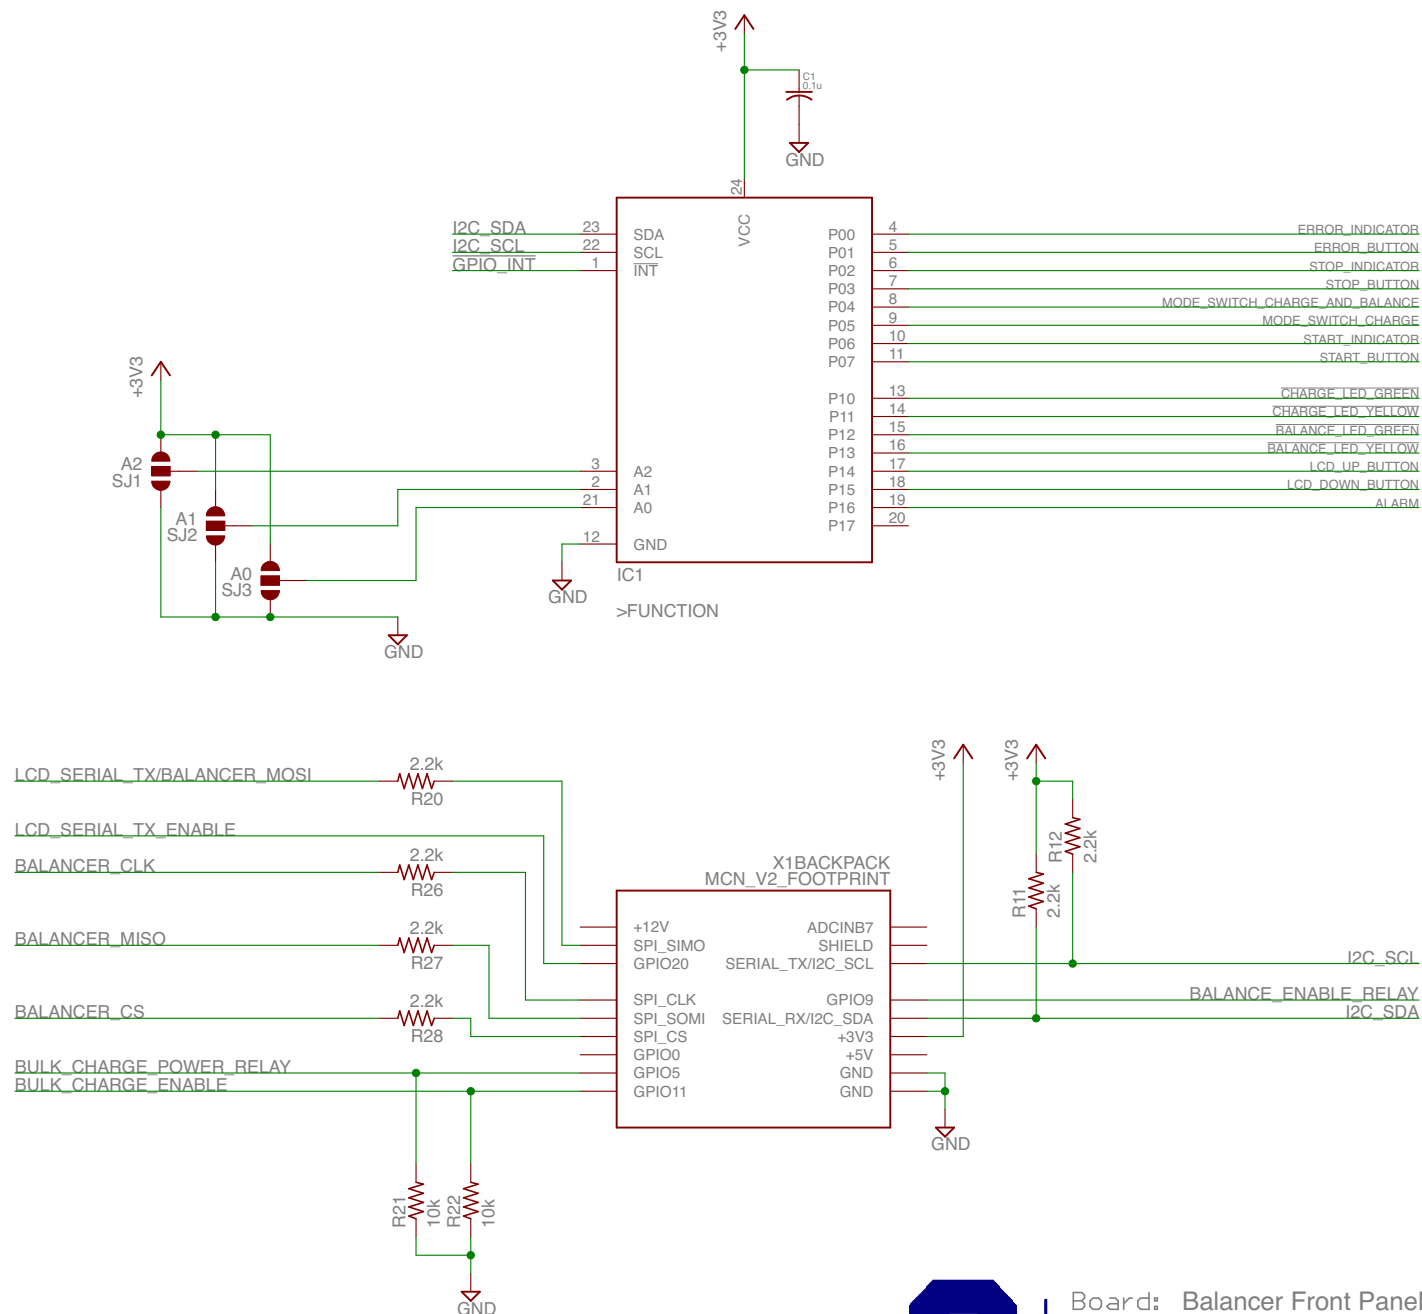 +3V3
C1
0.1u
GND
24
VCC
I2C_SDA 23 SDA P00 4 ERROR_INDICATOR
I2C_SCL 22 SCL P01 5 ERROR_BUTTON
GPIO_INT 1 INT P02 6 STOP_INDICATOR
P03 7 STOP_BUTTON
P04 8 MODE_SWITCH_CHARGE_AND_BALANCE
P05 9 MODE_SWITCH_CHARGE
P06 10 START_INDICATOR
P07 11 START_BUTTON
+3V3
P10 13 CHARGE_LED_GREEN
P11 14 CHARGE_LED_YELLOW
P12 15 BALANCE_LED_GREEN
P13 16 BALANCE_LED_YELLOW
A2 3 A2 P14 17 LCD_UP_BUTTON
SJ1 2 A1 P15 18 LCD_DOWN_BUTTON
21 A0 P16 19 ALARM
A1 P17 20
SJ2
12 GND
A0
SJ3
IC1
GND
>FUNCTION
GND
+3V3 +3V3
LCD_SERIAL_TX/BALANCER_MOSI 2.2k
R20
LCD_SERIAL_TX_ENABLE
R12 2.2k
BALANCER_CLK 2.2k
R26
X1BACKPACK
MCN_V2_FOOTPRINT
R11 2.2k
+12V ADCINB7
BALANCER_MISO 2.2k SPI_SIMO SHIELD
R27 GPIO20 SERIAL_TX/I2C_SCL I2C_SCL
SPI_CLK GPIO9 BALANCE_ENABLE_RELAY
BALANCER_CS 2.2k SPI_SOMI SERIAL_RX/I2C_SDA I2C_SDA
R28 SPI_CS +3V3
GPIO0 +5V
BULK_CHARGE_POWER_RELAY GPIO5 GND
BULK_CHARGE_ENABLE GPIO11 GND
GND
R21 10k R22 10k
GND
Board: Balancer Front Panel